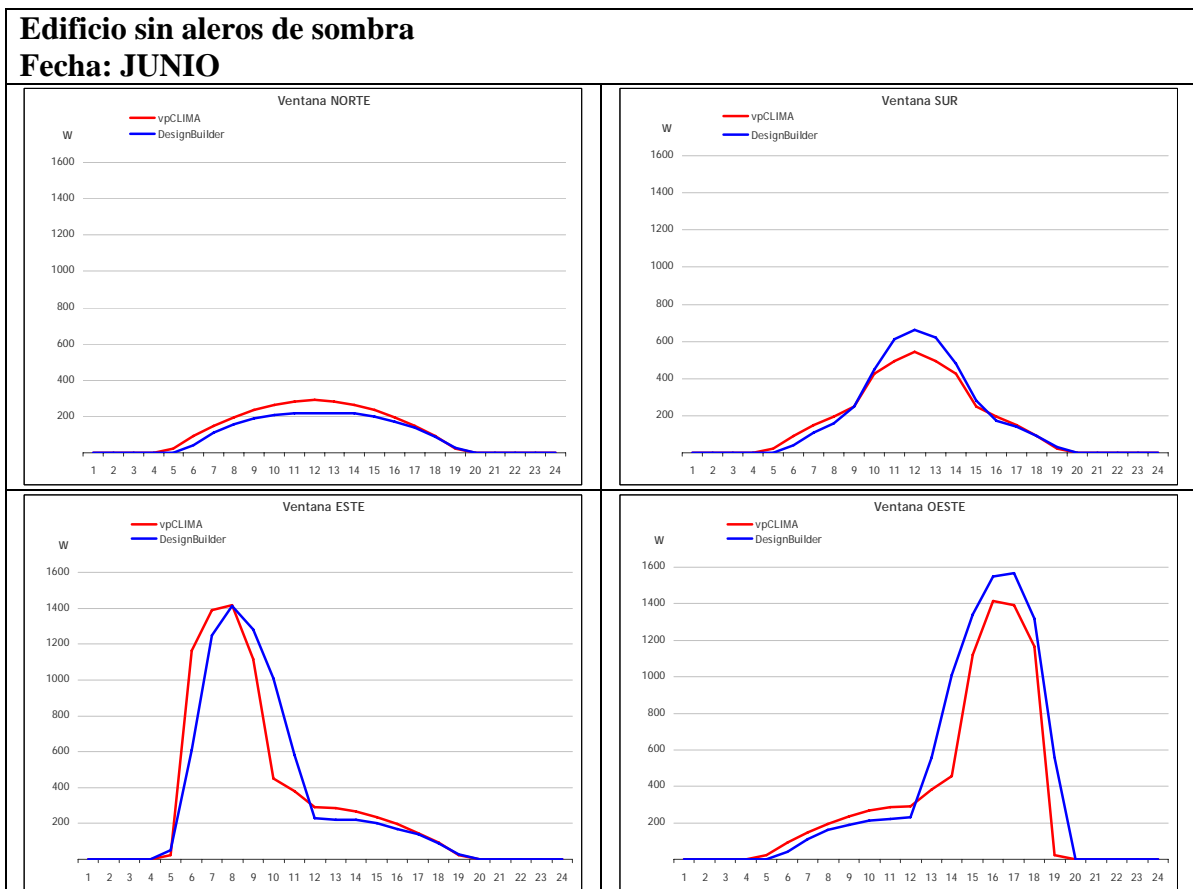 Edificio sin aleros de sombra
Fecha: JUNIO
Ventana NORTE
vpCLIMA
DesignBuilder
W
1600
1400
1200
1000
800
600
400
200
1 2 3 4 5 6 7 8 9 10 11 12 13 14 15 16 17 18 19 20 21 22 23 24
Ventana SUR
vpCLIMA
DesignBuilder
W
1600
1400
1200
1000
800
600
400
200
1 2 3 4 5 6 7 8 9 10 11 12 13 14 15 16 17 18 19 20 21 22 23 24
Ventana ESTE
vpCLIMA
DesignBuilder
W
1600
1400
1200
1000
800
600
400
200
1 2 3 4 5 6 7 8 9 10 11 12 13 14 15 16 17 18 19 20 21 22 23 24
Ventana OESTE
vpCLIMA
DesignBuilder
W
1600
1400
1200
1000
800
600
400
200
1 2 3 4 5 6 7 8 9 10 11 12 13 14 15 16 17 18 19 20 21 22 23 24